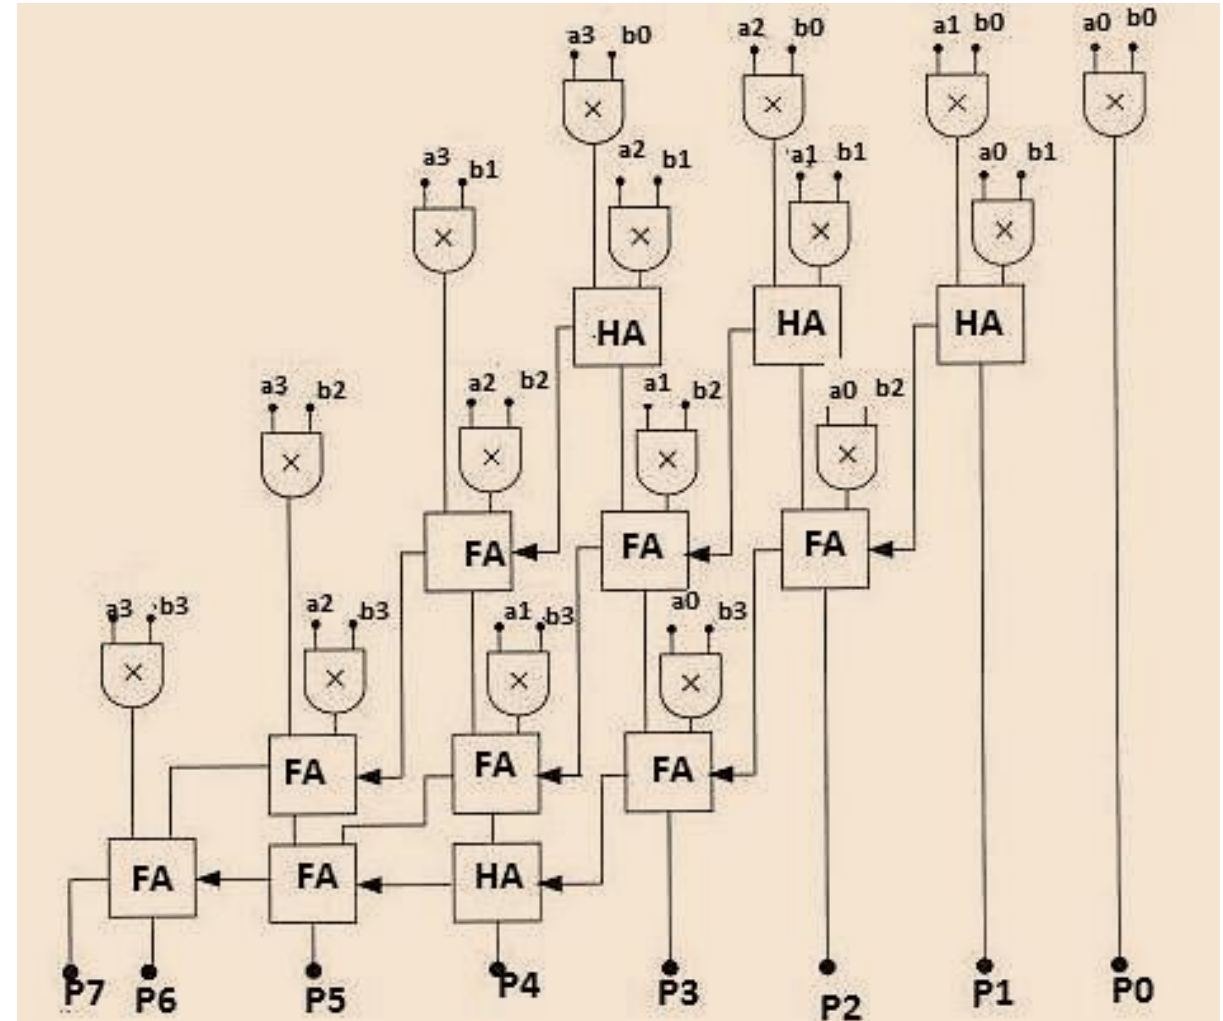 a3 b0 a2 b0 a1 b0 a0 b0
a3 b1 a2 b1 a1 b1 a0 b1
HA HA HA
a3 b2 a2 b2 a1 b2 a0 b2
FA FA FA
a3 b3 a2 b3 a1 b3 a0 b3
FA FA FA
FA FA HA
P7 P6 P5 P4 P3 P2 P1 P0